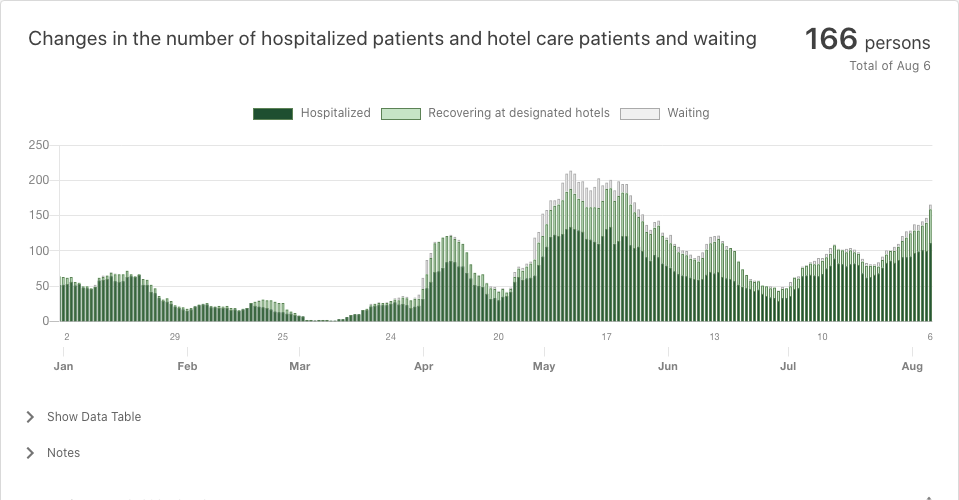 Changes in the number of hospitalized patients and hotel care patients and waiting
166 persons
Total of Aug 6
Hospitalized Recovering at designated hotels Waiting
250
200
150
100
50
0
2 29 25 24 20 17 13 10 6
Jan Feb Mar Apr May Jun Jul Aug
Show Data Table
Notes